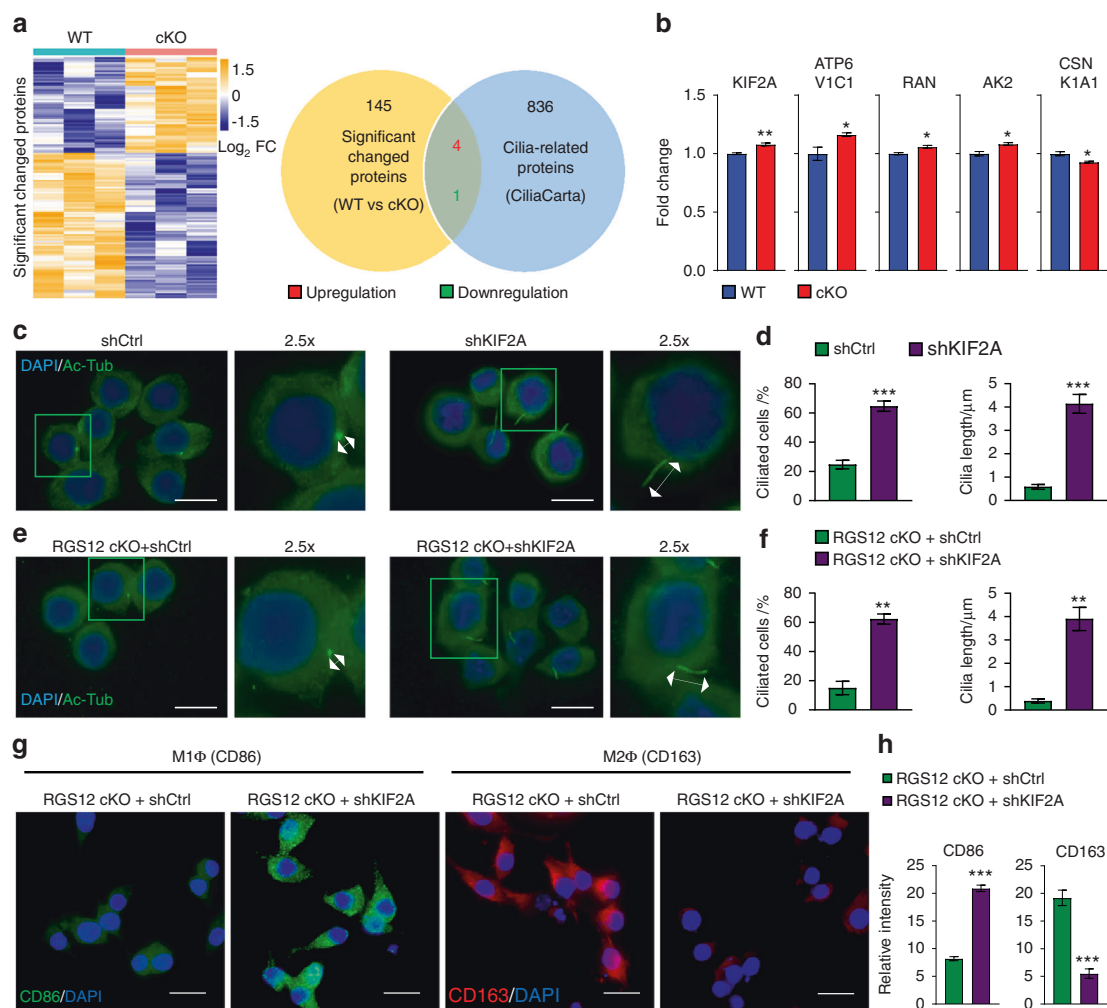 a
WT cKO
Significant changed proteins
1.5
0
-1.5
Log2 FC
145
Significant
changed
proteins
(WT vs cKO)
4
1
836
Cilia-related
proteins
(CiliaCarta)
Upregulation Downregulation
b
KIF2A
ATP6
V1C1
RAN
AK2
CSN
K1A1
Fold change
1.5
1.0
0.5
0.0
**
*
*
*
*
WT cKO
c
shCtrl 2.5x shKIF2A 2.5x
DAPI/Ac-Tub
d
shCtrl shKIF2A
Ciliated cells /%
80
60
40
20
0
***
Cilia length/μm
5
4
3
2
1
0
***
e
RGS12 cKO+shCtrl 2.5x RGS12 cKO+shKIF2A 2.5x
DAPI/Ac-Tub
f
RGS12 cKO + shCtrl
RGS12 cKO + shKIF2A
Ciliated cells/%
80
60
40
20
0
**
Cilia length/μm
5
4
3
2
1
0
**
g
M1Φ (CD86) M2Φ (CD163)
RGS12 cKO + shCtrl RGS12 cKO + shKIF2A RGS12 cKO + shCtrl RGS12 cKO + shKIF2A
CD86/DAPI CD163/DAPI
h
RGS12 cKO + shCtrl
RGS12 cKO + shKIF2A
CD86
Relative intensity
25
20
15
10
5
0
***
CD163
25
20
15
10
5
0
***